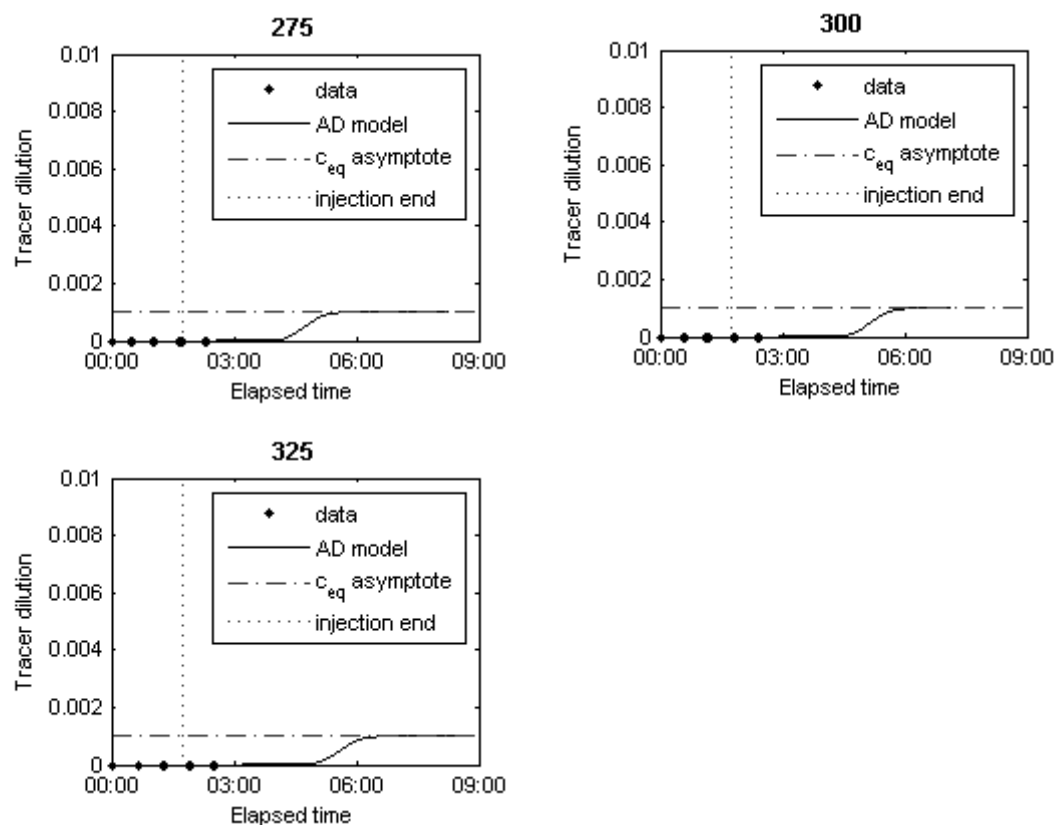 275
0.01
0.008
0.006
0.004
0.002
0
Tracer dilution
data
AD model
c_eq asymptote
injection end
00:00 03:00 06:00 09:00
Elapsed time
300
0.01
0.008
0.006
0.004
0.002
0
Tracer dilution
data
AD model
c_eq asymptote
injection end
00:00 03:00 06:00 09:00
Elapsed time
325
0.01
0.008
0.006
0.004
0.002
0
Tracer dilution
data
AD model
c_eq asymptote
injection end
00:00 03:00 06:00 09:00
Elapsed time